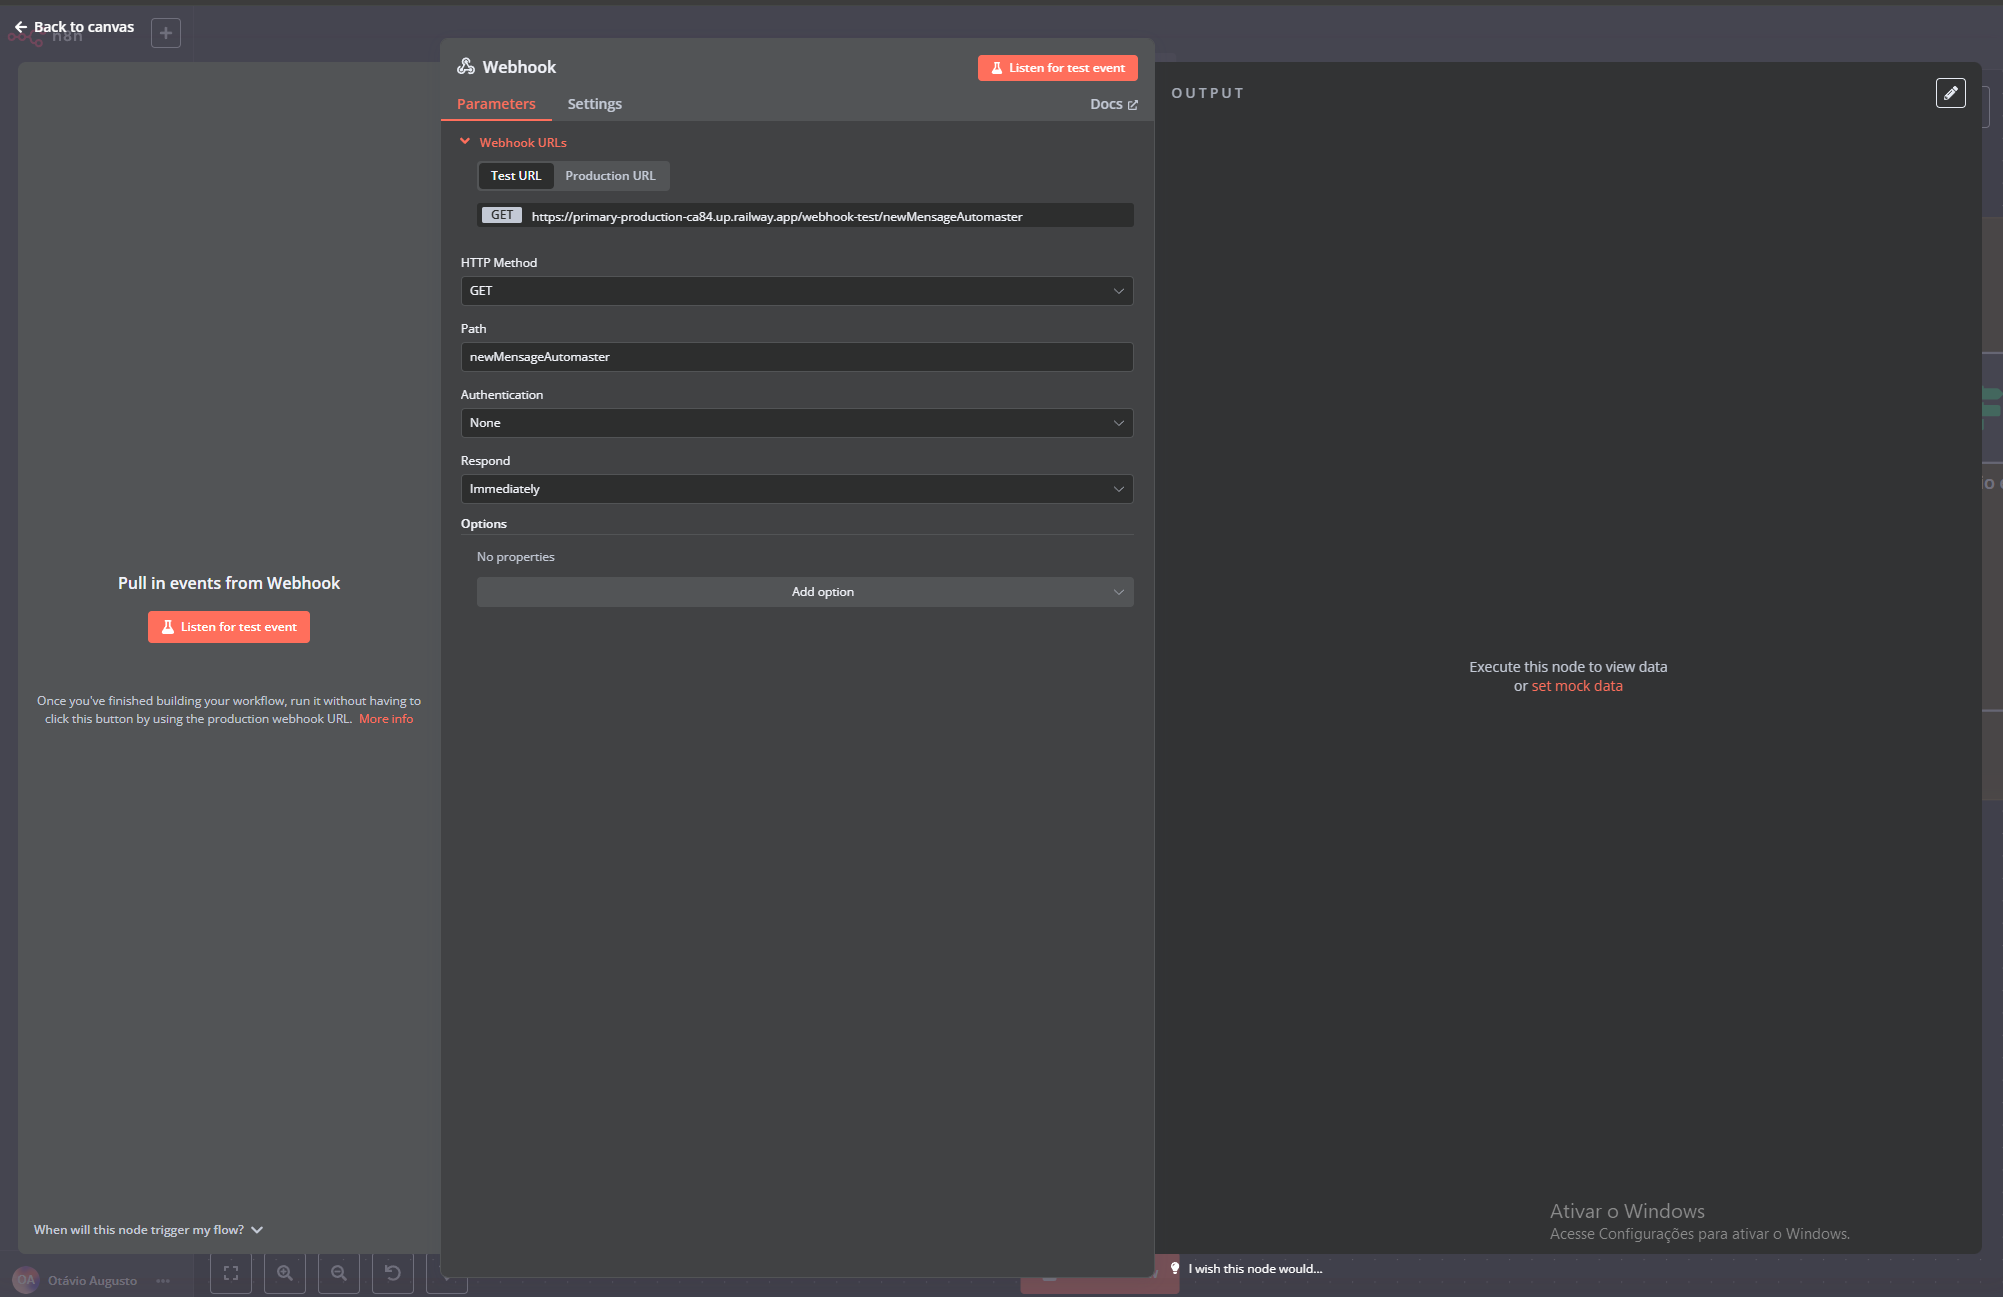 Back to canvas
n8n
Webhook
Listen for test event
Parameters
Settings
Docs
OUTPUT
Webhook URLs
Test URL
Production URL
GET
https://primary-production-ca84.up.railway.app/webhook-test/newMensageAutomaster
HTTP Method
GET
Path
newMensageAutomaster
Authentication
None
Respond
Immediately
Options
No properties
Add option
Pull in events from Webhook
Listen for test event
Once you've finished building your workflow, run it without having to
click this button by using the production webhook URL. More info
Execute this node to view data
or set mock data
When will this node trigger my flow?
Ativar o Windows
Acesse Configurações para ativar o Windows.
OA
Otávio Augusto
I wish this node would...